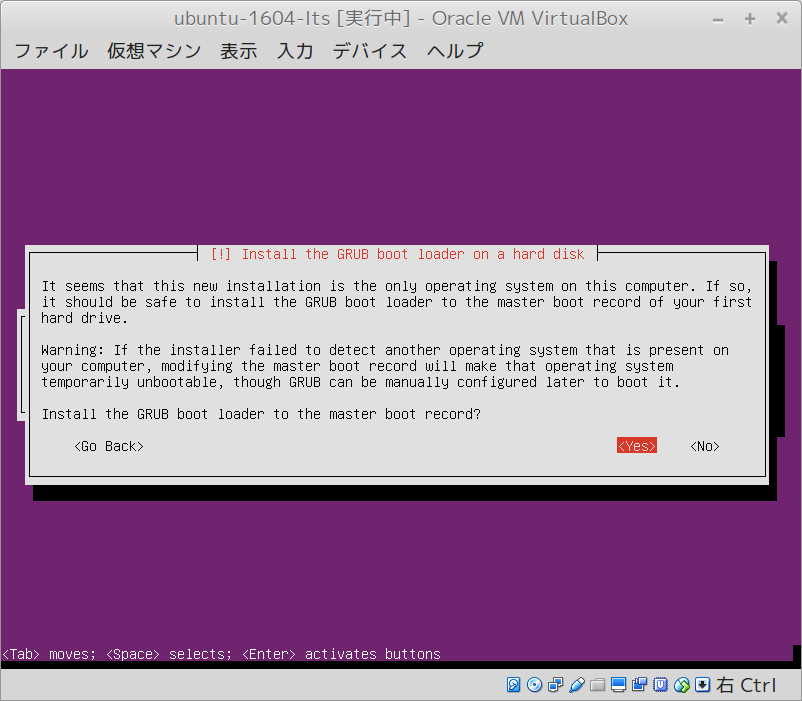 ubuntu-1604-lts [実行中] - Oracle VM VirtualBox
ファイル 仮想マシン 表示 入力 デバイス ヘルプ
[!] Install the GRUB boot loader on a hard disk
It seems that this new installation is the only operating system on this computer. If so,
it should be safe to install the GRUB boot loader to the master boot record of your first
hard drive.
Warning: If the installer failed to detect another operating system that is present on
your computer, modifying the master boot record will make that operating system
temporarily unbootable, though GRUB can be manually configured later to boot it.
Install the GRUB boot loader to the master boot record?
<Go Back> <Yes> <No>
<Tab> moves; <Space> selects; <Enter> activates buttons
右 Ctrl